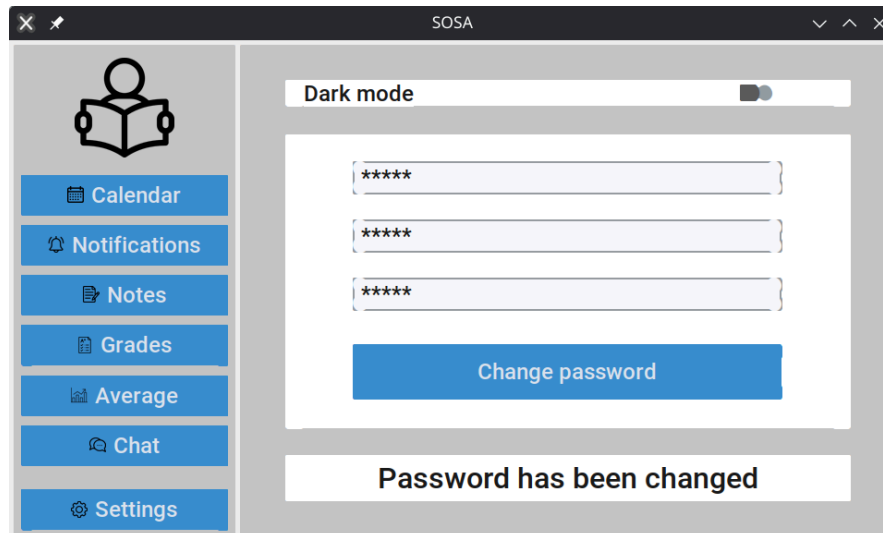 SOSA
Calendar
Notifications
Notes
Grades
Average
Chat
Settings
Dark mode
*****
*****
*****
Change password
Password has been changed